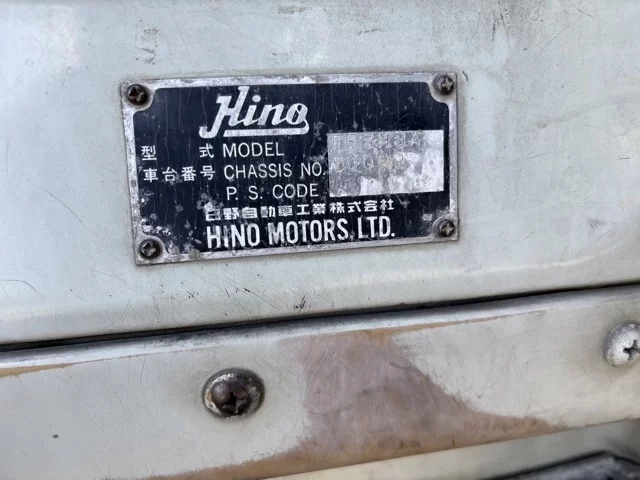 Hino
型 式 MODEL
車台番号 CHASSIS NO.
P. S. CODE
日野自動車工業株式会社
HINO MOTORS, LTD.